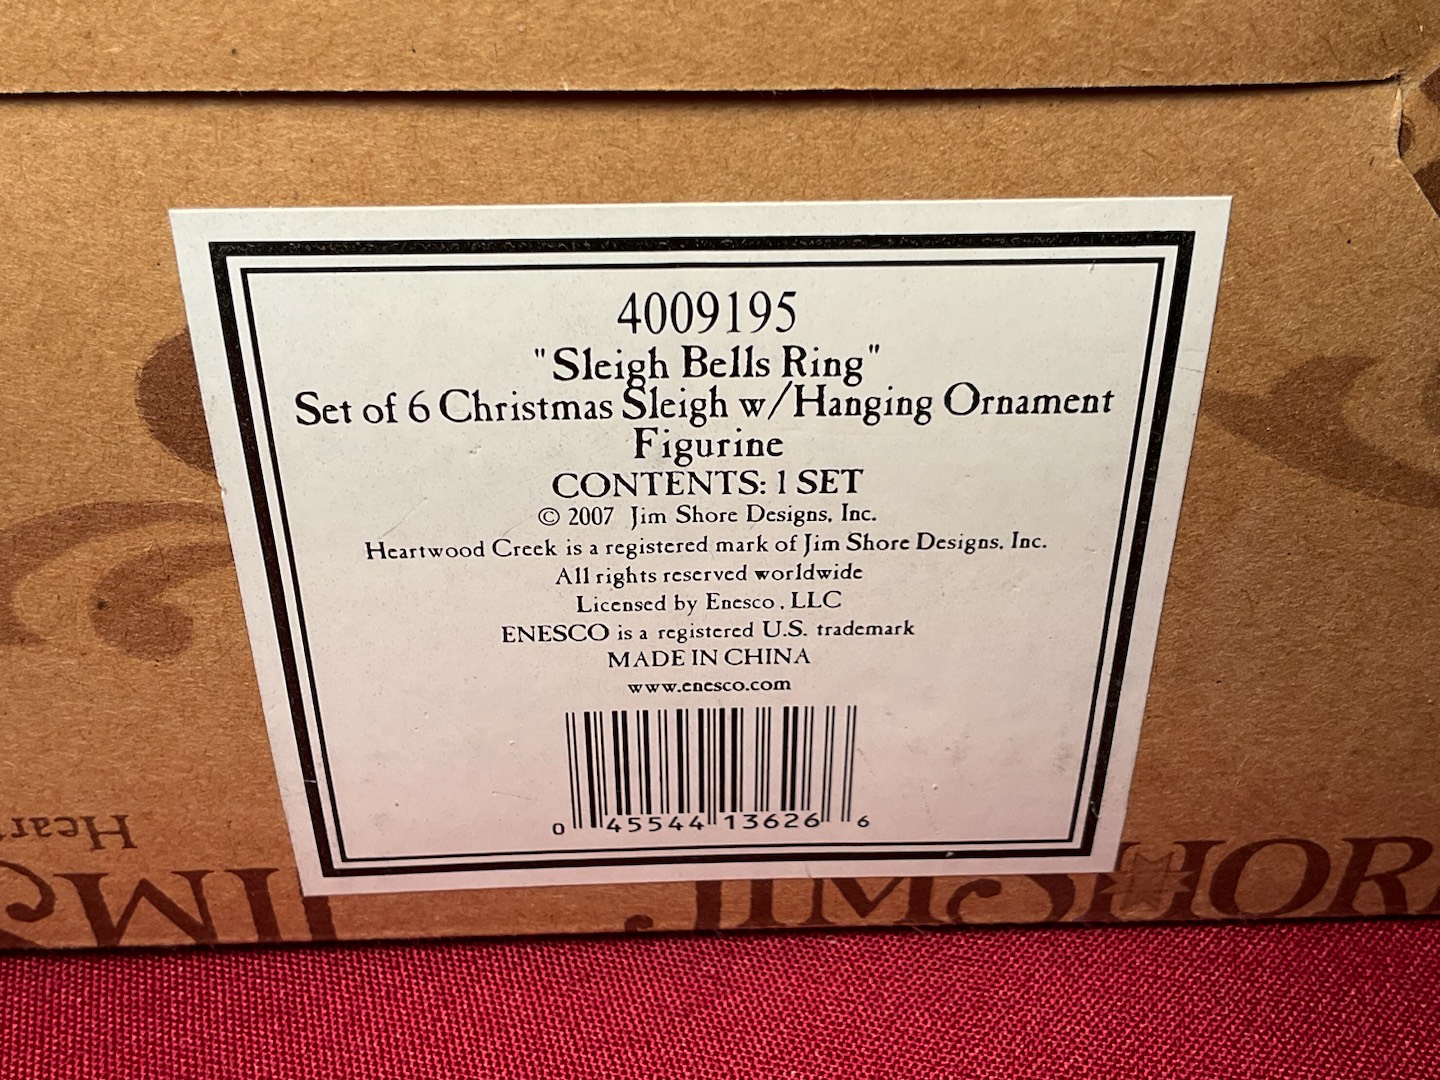 4009195
"Sleigh Bells Ring"
Set of 6 Christmas Sleigh w/Hanging Ornament
Figurine
CONTENTS: 1 SET
© 2007 Jim Shore Designs, Inc.
Heartwood Creek is a registered mark of Jim Shore Designs, Inc.
All rights reserved worldwide
Licensed by Enesco, LLC
ENESCO is a registered U.S. trademark
MADE IN CHINA
www.enesco.com
0 45544 13626 6
JIM SHOR